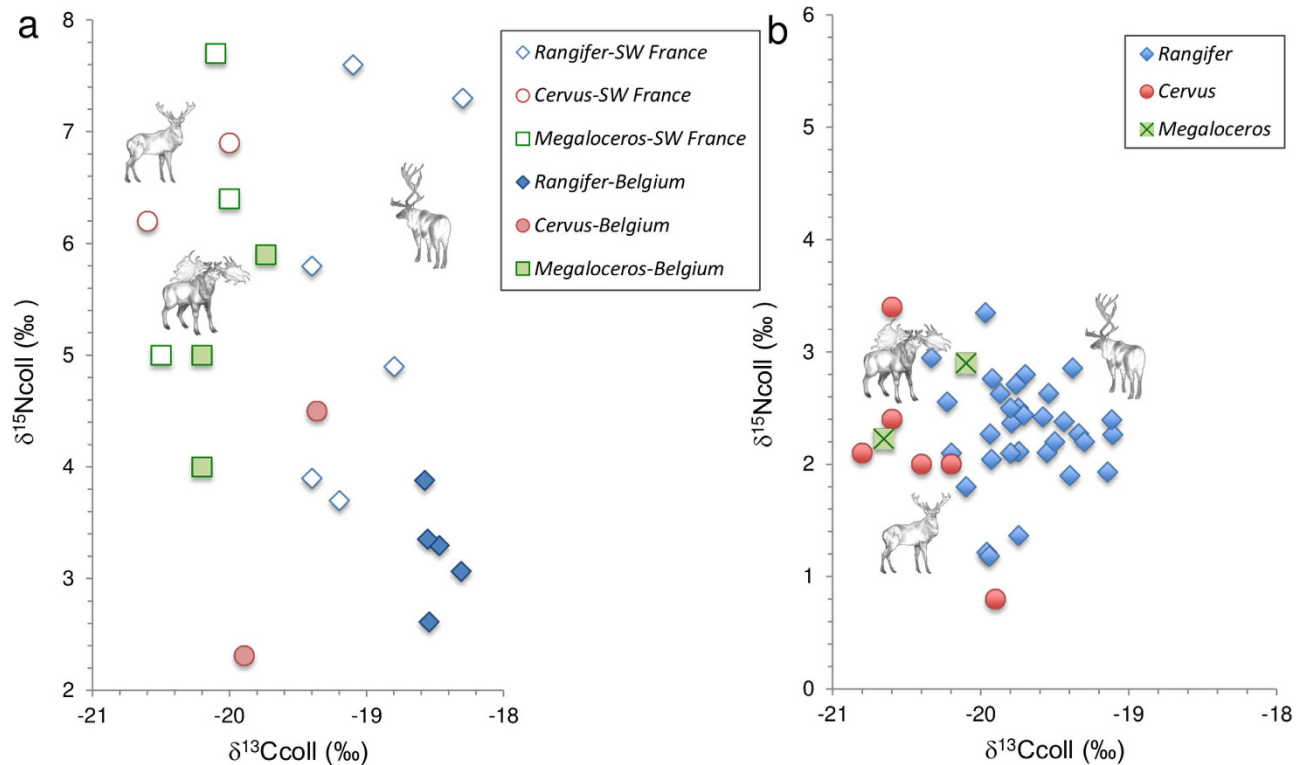 a
8
7
6
5
4
3
2
δ¹⁵Ncoll (‰ )
-21 -20 -19 -18
δ¹³Ccoll (‰)
Rangifer-SW France
Cervus-SW France
Megaloceros-SW France
Rangifer-Belgium
Cervus-Belgium
Megaloceros-Belgium
b
6
5
4
3
2
1
0
δ¹⁵Ncoll (‰ )
-21 -20 -19 -18
δ¹³Ccoll (‰)
Rangifer
Cervus
Megaloceros